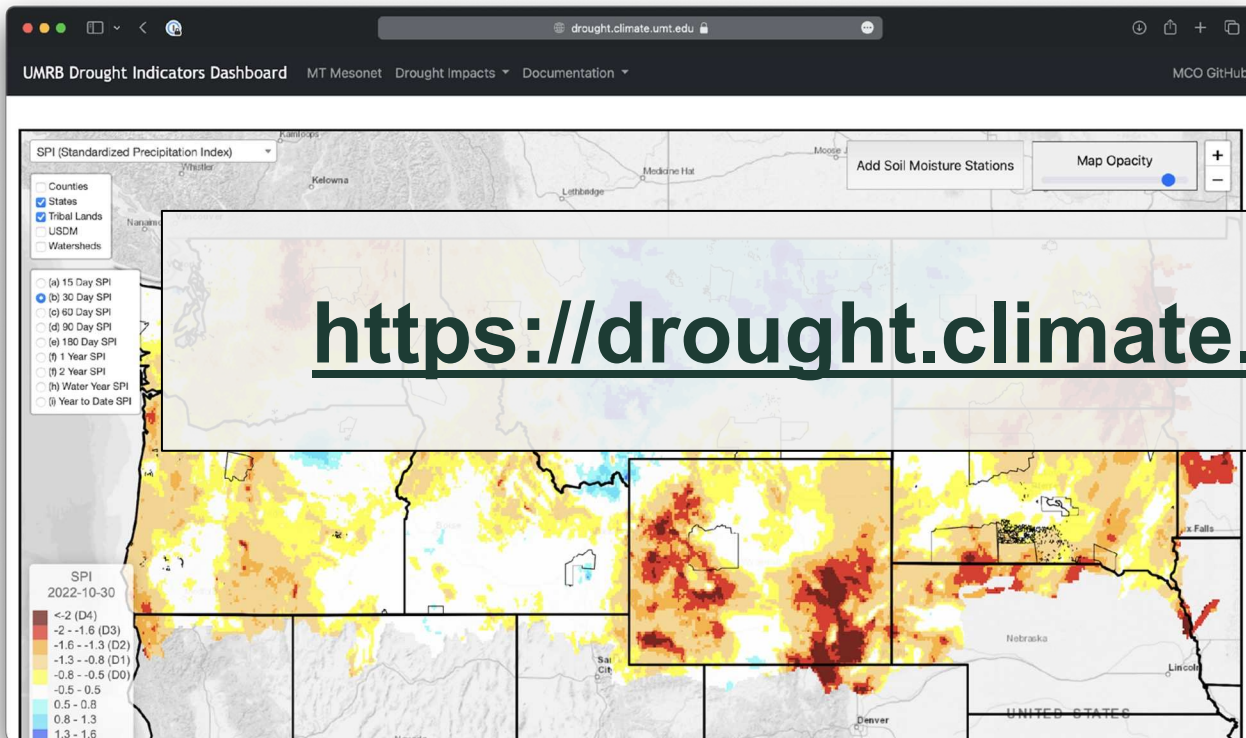 drought.climate.umt.edu
UMRB Drought Indicators Dashboard MT Mesonet Drought Impacts Documentation MCO GitHub
SPI (Standardized Precipitation Index)
Counties
States
Tribal Lands
USDM
Watersheds
Kamloops
Whistler
Kelowna
Vancouver
Lethbridge
Medicine Hat
Moose J
Add Soil Moisture Stations
Map Opacity
+
-
(a) 15 Day SPI
(b) 30 Day SPI
(c) 60 Day SPI
(d) 90 Day SPI
(e) 180 Day SPI
(f) 1 Year SPI
(f) 2 Year SPI
(h) Water Year SPI
(i) Year to Date SPI
https://drought.climate.
x Falls
SPI
2022-10-30
<-2 (D4)
-2 - -1.6 (D3)
-1.6 - -1.3 (D2)
-1.3 - -0.8 (D1)
-0.8 - -0.5 (D0)
-0.5 - 0.5
0.5 - 0.8
0.8 - 1.3
1.3 - 1.6
Nebraska
Lincoln
UNITED STATES
Denver